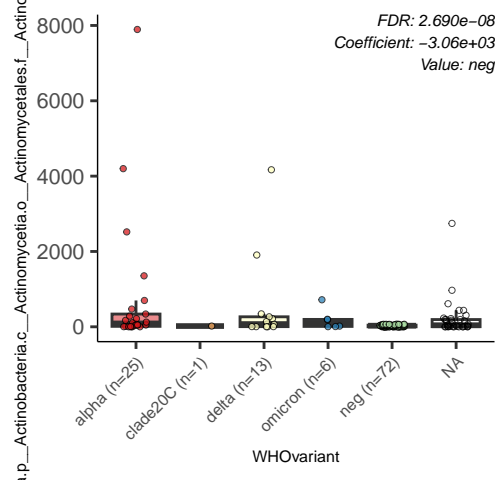 FDR: 2.690e−08
Coefficient: −3.06e+03
Value: neg
a.p__Actinobacteria.c__Actinomycetia.o__Actinomycetales.f__Actino
8000
6000
4000
2000
0
alpha (n=25)
clade20C (n=1)
delta (n=13)
omicron (n=6)
neg (n=72)
NA
WHOvariant